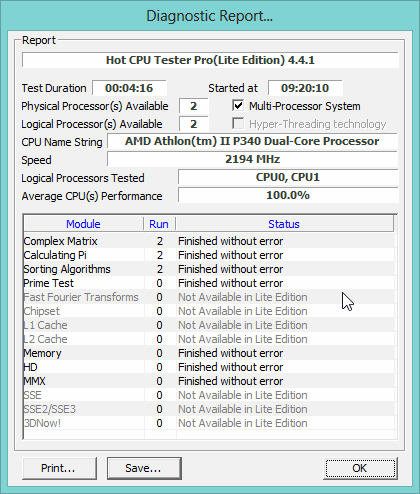 Diagnostic Report...
Report
Hot CPU Tester Pro(Lite Edition) 4.4.1
Test Duration 00:04:16 Started at 09:20:10
Physical Processor(s) Available 2 Multi-Processor System
Logical Processor(s) Available 2 Hyper-Threading technology
CPU Name String AMD Athlon(tm) II P340 Dual-Core Processor
Speed 2194 MHz
Logical Processors Tested CPU0, CPU1
Average CPU(s) Performance 100.0%
Module Run Status
Complex Matrix 2 Finished without error
Calculating Pi 2 Finished without error
Sorting Algorithms 2 Finished without error
Prime Test 0 Finished without error
Fast Fourier Transforms 0 Not Available in Lite Edition
Chipset 0 Not Available in Lite Edition
L1 Cache 0 Not Available in Lite Edition
L2 Cache 0 Not Available in Lite Edition
Memory 0 Finished without error
HD 0 Finished without error
MMX 0 Finished without error
SSE 0 Not Available in Lite Edition
SSE2/SSE3 0 Not Available in Lite Edition
3DNow! 0 Not Available in Lite Edition
Print... Save... OK